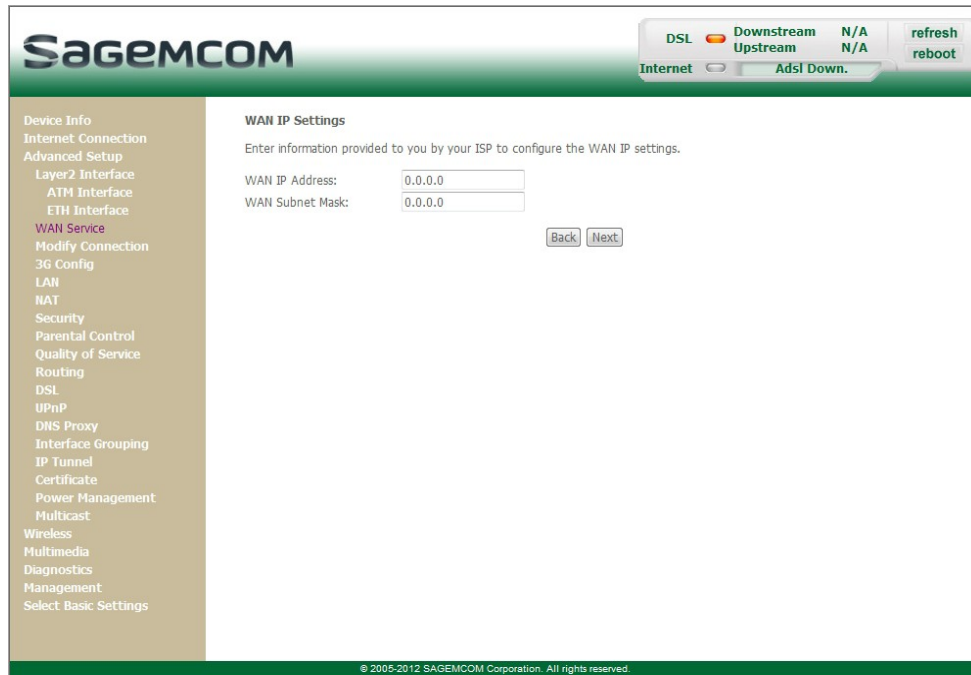 SAGEMCOM
DSL Downstream N/A
Upstream N/A
Internet Adsl Down.
refresh
reboot
Device Info
Internet Connection
Advanced Setup
Layer2 Interface
ATM Interface
ETH Interface
WAN Service
Modify Connection
3G Config
LAN
NAT
Security
Parental Control
Quality of Service
Routing
DSL
UPnP
DNS Proxy
Interface Grouping
IP Tunnel
Certificate
Power Management
Multicast
Wireless
Multimedia
Diagnostics
Management
Select Basic Settings
WAN IP Settings
Enter information provided to you by your ISP to configure the WAN IP settings.
WAN IP Address: 0.0.0.0
WAN Subnet Mask: 0.0.0.0
Back Next
© 2005-2012 SAGEMCOM Corporation. All rights reserved.